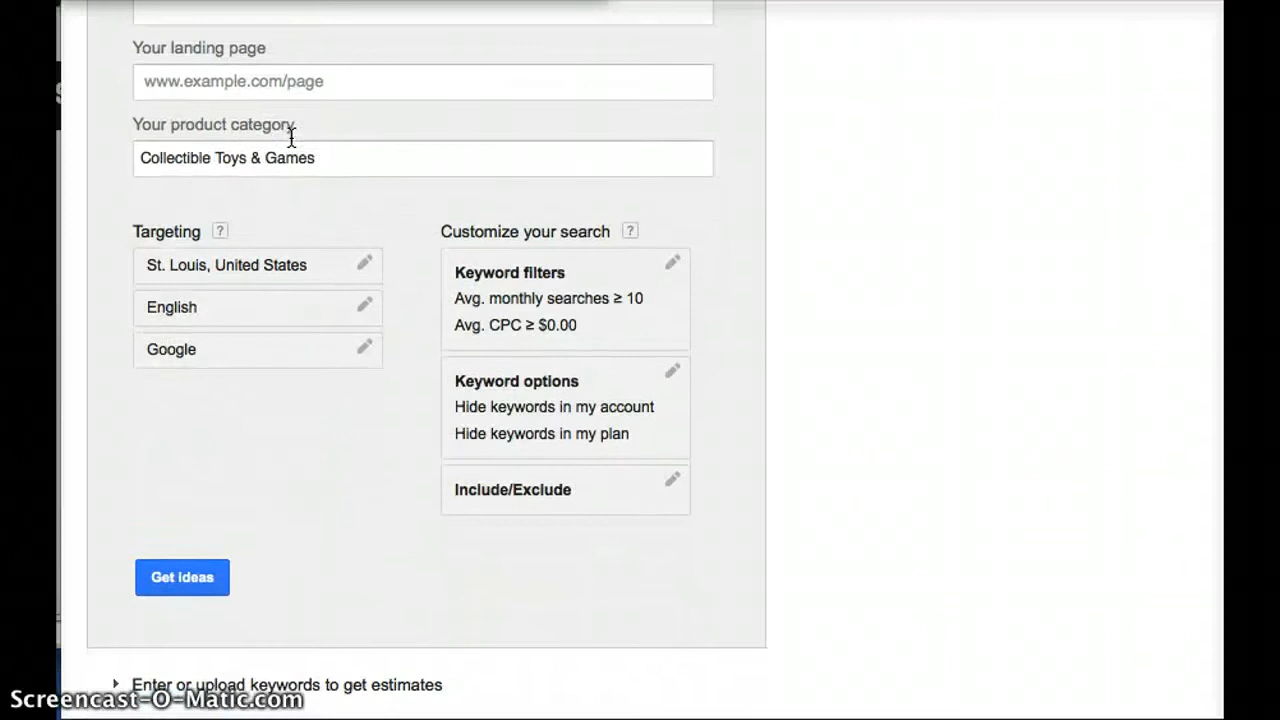 Your landing page
www.example.com/page
Your product category
Collectible Toys & Games
Targeting ?
St. Louis, United States
English
Google
Customize your search ?
Keyword filters
Avg. monthly searches ≥ 10
Avg. CPC ≥ $0.00
Keyword options
Hide keywords in my account
Hide keywords in my plan
Include/Exclude
Get ideas
Enter or upload keywords to get estimates
Screencast-O-Matic.com